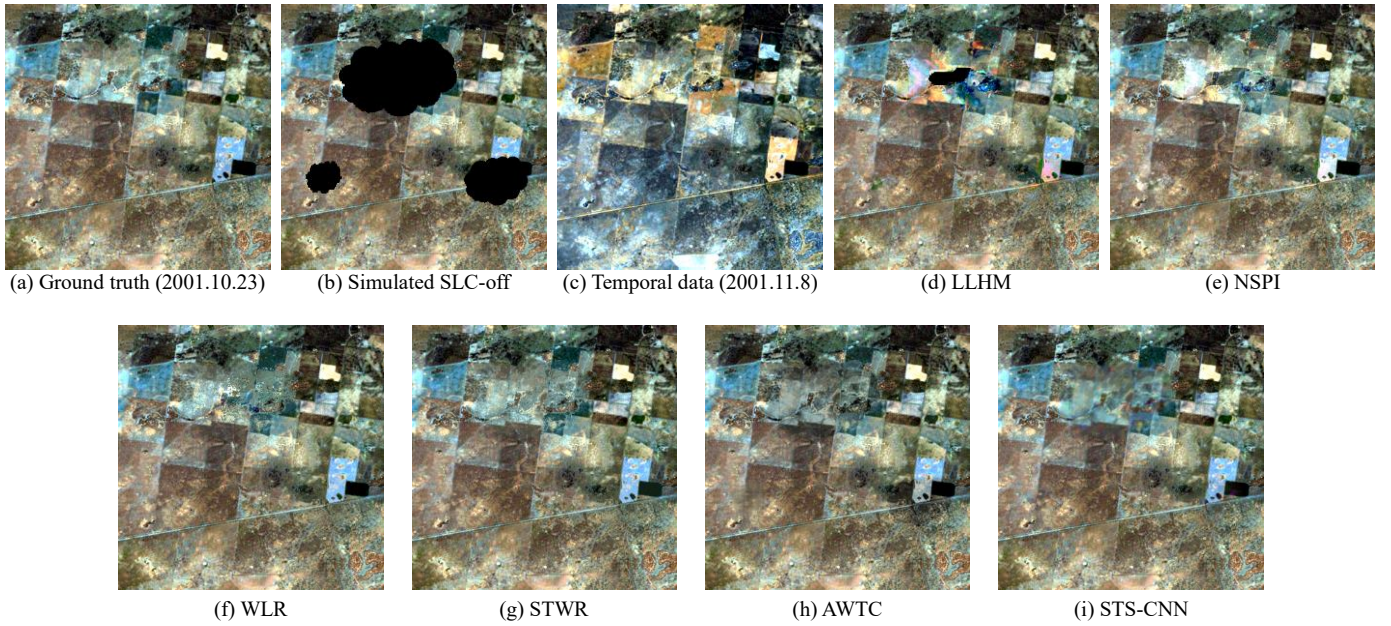 (a) Ground truth (2001.10.23)
(b) Simulated SLC-off
(c) Temporal data (2001.11.8)
(d) LLHM
(e) NSPI
(f) WLR
(g) STWR
(h) AWTC
(i) STS-CNN